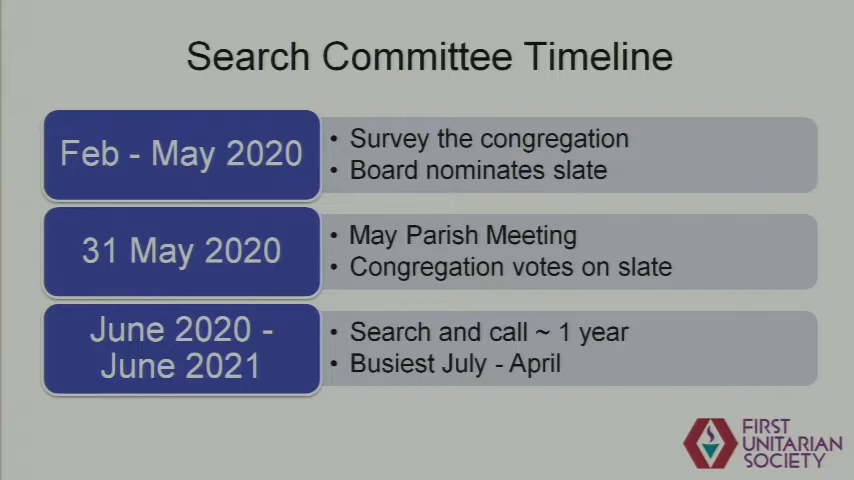 Search Committee Timeline
Feb - May 2020
• Survey the congregation
• Board nominates slate
31 May 2020
• May Parish Meeting
• Congregation votes on slate
June 2020 -
June 2021
• Search and call ~ 1 year
• Busiest July - April
FIRST
UNITARIAN
SOCIETY